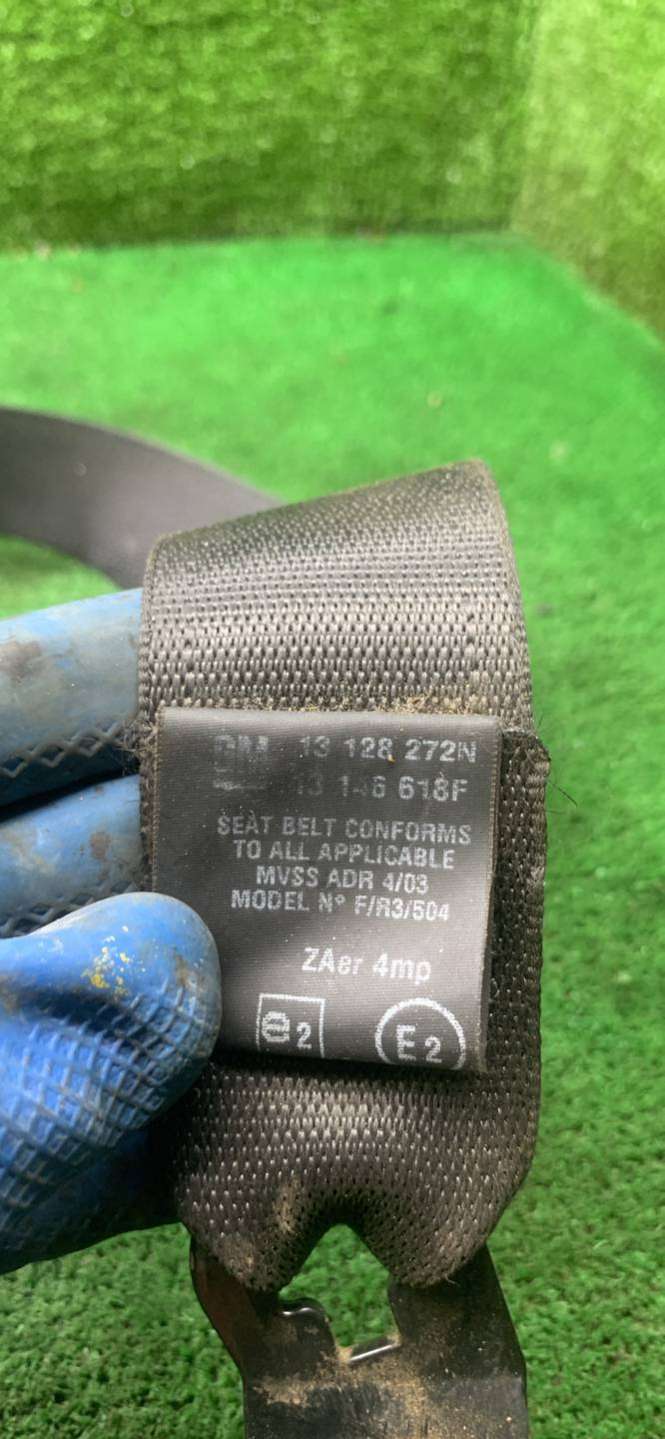 GM 13 128 272N
13 146 618F
SEAT BELT CONFORMS
TO ALL APPLICABLE
MVSS ADR 4/03
MODEL N° F/R3/504
ZAer 4mp
e2 E2